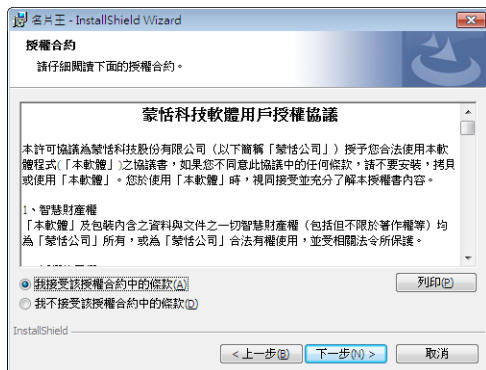 名片王 - InstallShield Wizard
授權合約
請仔細閱讀下面的授權合約。
蒙恬科技軟體用戶授權協議
本許可協議為蒙恬科技股份有限公司（以下簡稱「蒙恬公司」）授予您合法使用本軟
體程式(「本軟體」)之協議書，如果您不同意此協議中的任何條款，請不要安裝，拷貝
或使用「本軟體」。您於使用「本軟體」時，視同接受並充分了解本授權書內容。
1、智慧財產權
「本軟體」及包裝內含之資料與文件之一切智慧財產權（包括但不限於著作權等）均
為「蒙恬公司」所有，或為「蒙恬公司」合法有權使用，並受相關法令所保護。
我接受該授權合約中的條款(A)
列印(P)
我不接受該授權合約中的條款(D)
InstallShield
<上一步(B)
下一步(N) >
取消